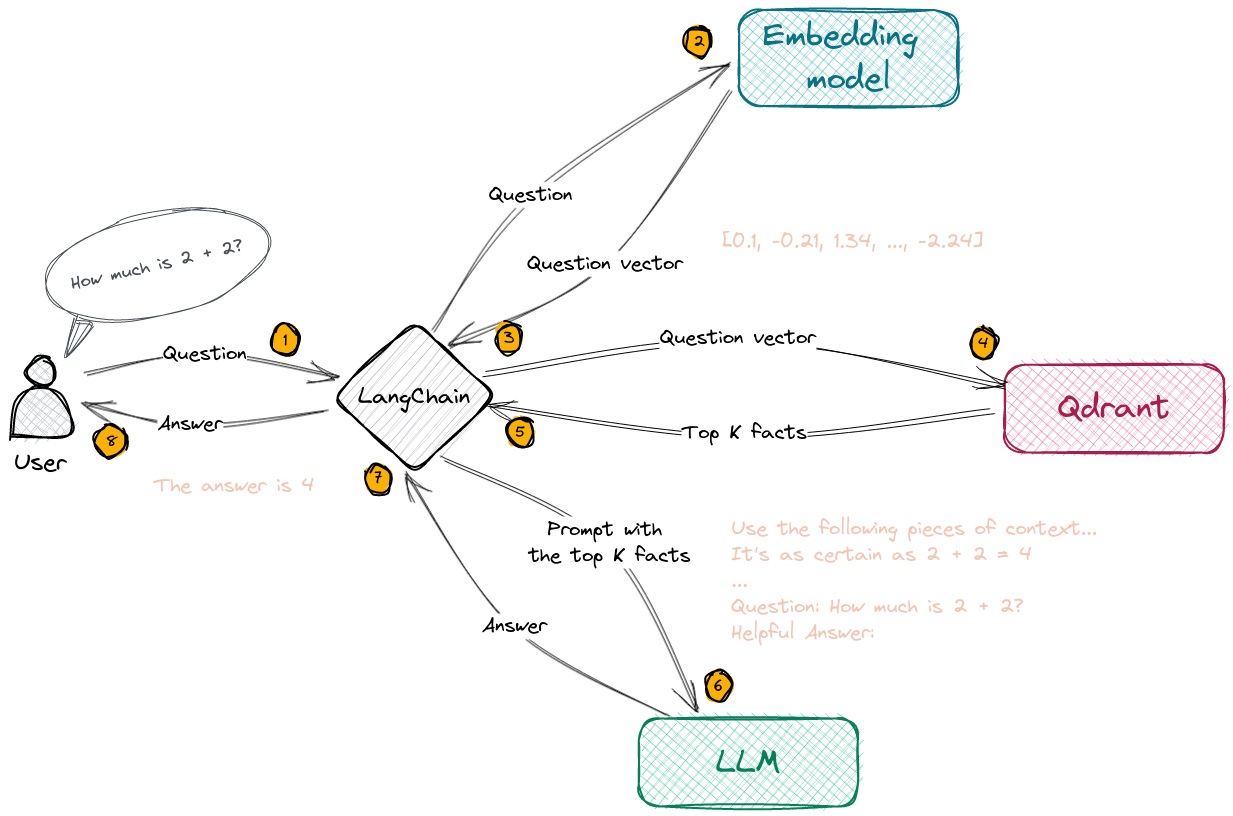 2
Embedding
model
Question
How much is 2 + 2?
[0.1, -0.21, 1.34, ..., -2.24]
Question vector
1
3
Question vector
4
Question
LangChain
Qdrant
Answer
8
5
Top K facts
User
7
The answer is 4
Prompt with
the top K facts
Use the following pieces of context...
It's as certain as 2 + 2 = 4
...
Question: How much is 2 + 2?
Helpful Answer:
Answer
6
LLM